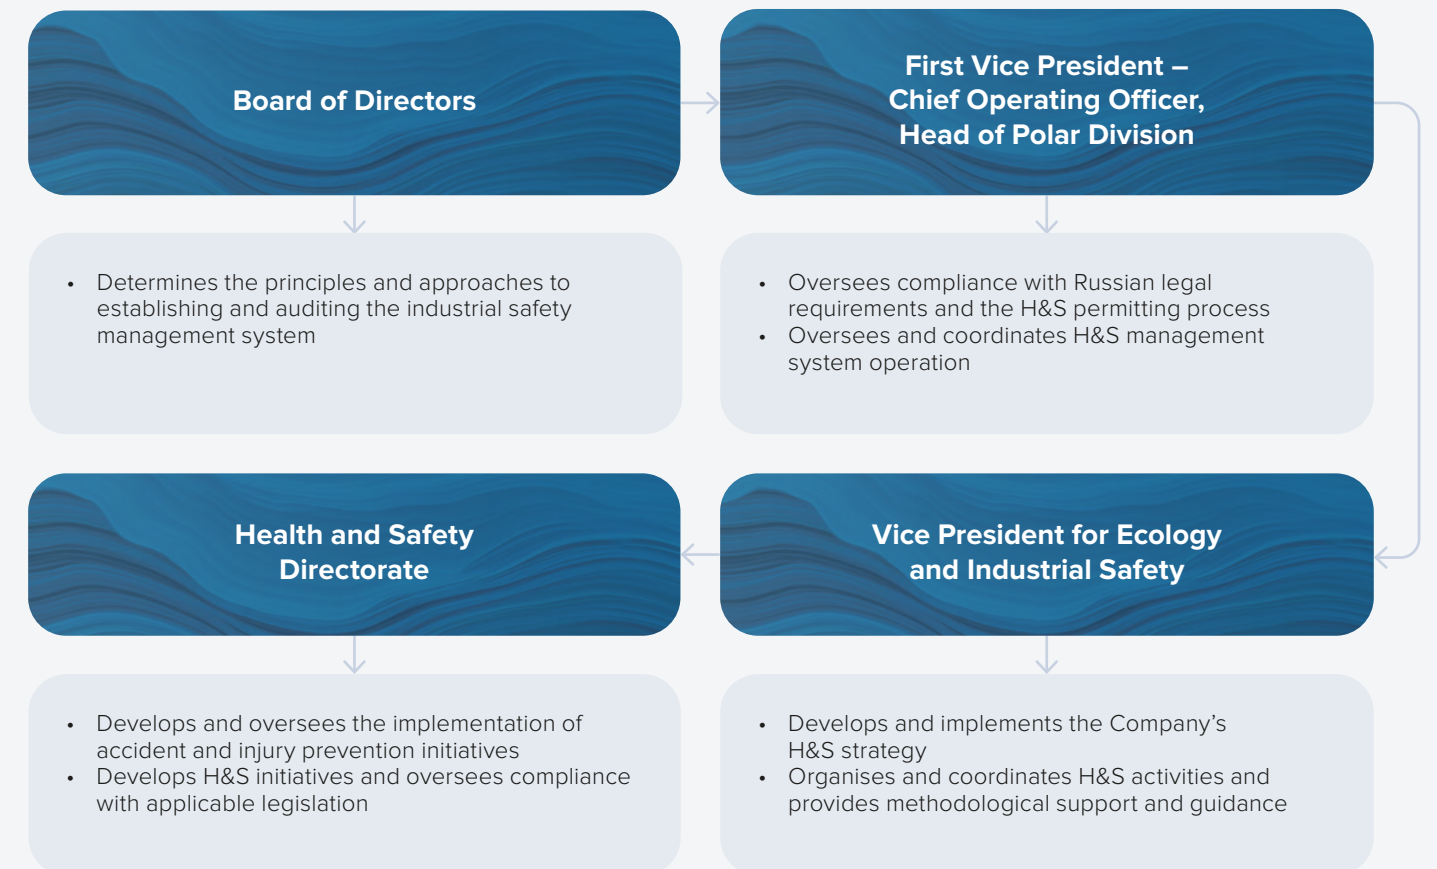 Board of Directors
First Vice President –
Chief Operating Officer,
Head of Polar Division
• Determines the principles and approaches to
establishing and auditing the industrial safety
management system
• Oversees compliance with Russian legal
requirements and the H&S permitting process
• Oversees and coordinates H&S management
system operation
Health and Safety
Directorate
Vice President for Ecology
and Industrial Safety
• Develops and oversees the implementation of
accident and injury prevention initiatives
• Develops H&S initiatives and oversees compliance
with applicable legislation
• Develops and implements the Company’s
H&S strategy
• Organises and coordinates H&S activities and
provides methodological support and guidance